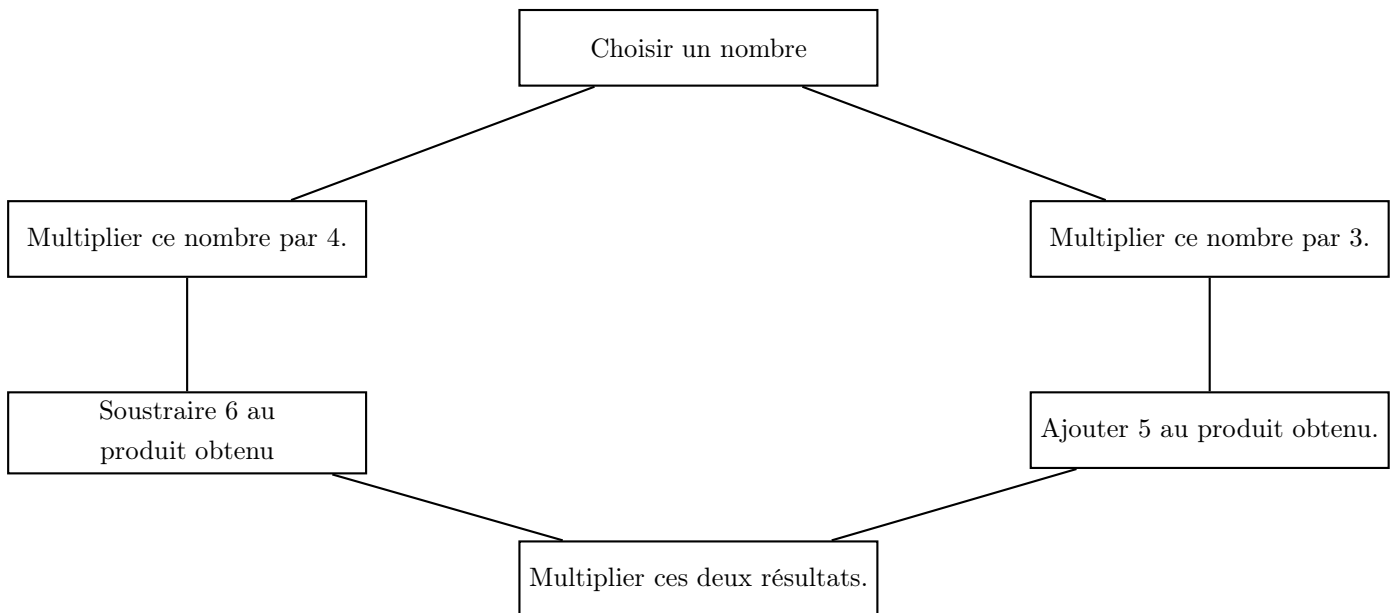 Choisir un nombre
Multiplier ce nombre par 4.
Multiplier ce nombre par 3.
Soustraire 6 au
produit obtenu
Ajouter 5 au produit obtenu.
Multiplier ces deux résultats.